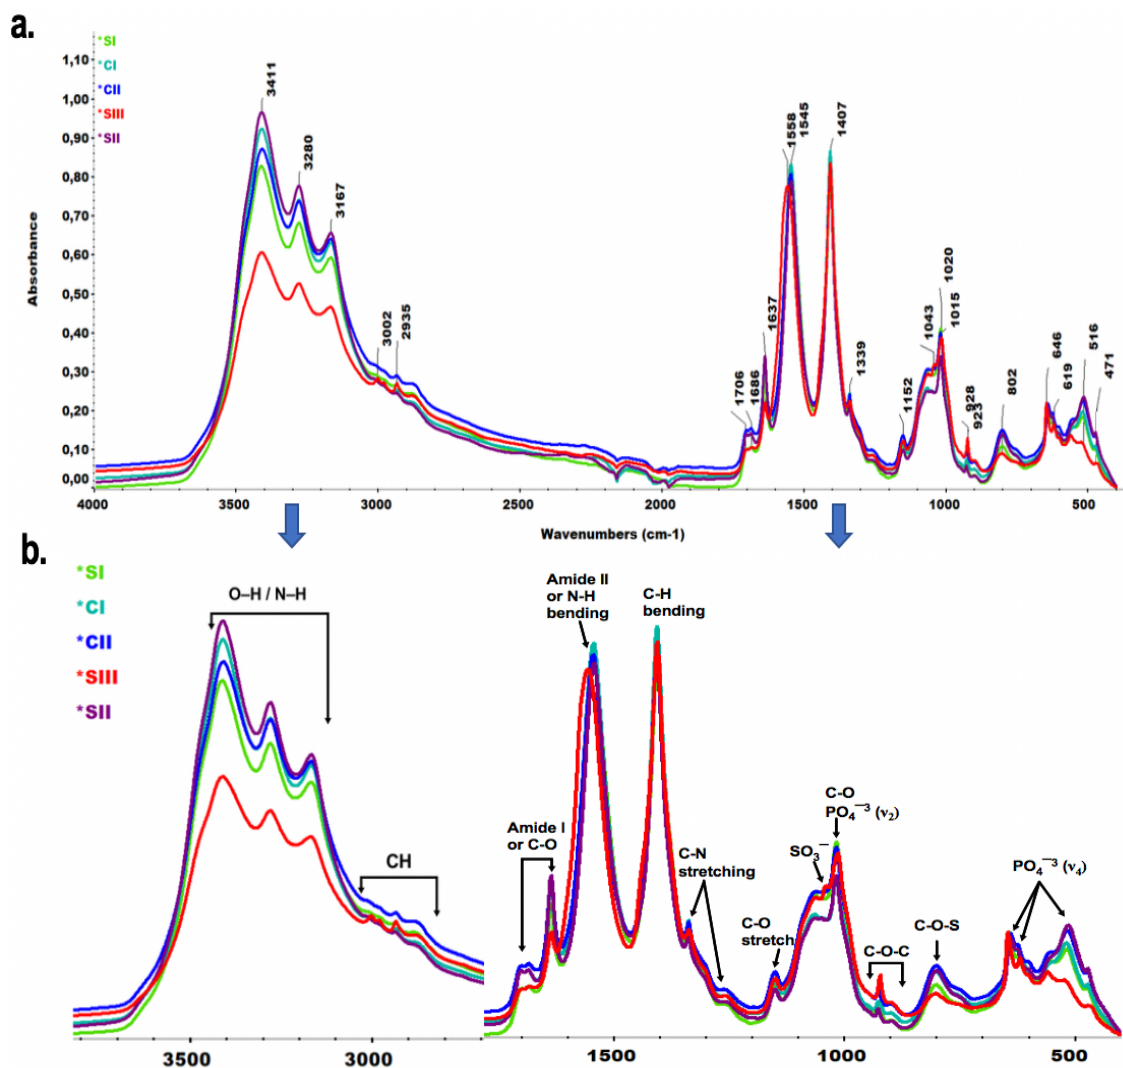 a.
*SI
*CI
*CII
*SIII
*SII
Absorbance
1,10
1,00
0,90
0,80
0,70
0,60
0,50
0,40
0,30
0,20
0,10
0,00
3411
3280
3167
3002
2935
1706
1686
1637
1558
1545
1407
1339
1152
1043
1020
1015
928
923
802
646
619
516
471
4000
3500
3000
2500
2000
1500
1000
500
Wavenumbers (cm-1)
b.
*SI
*CI
*CII
*SIII
*SII
O–H / N–H
CH
Amide II
or N-H
bending
C-H
bending
Amide I
or C-O
C-N
stretching
C-O
stretch
SO₃⁻
C-O
PO₄⁻³ (ν₂)
C-O-C
C-O-S
PO₄⁻³ (ν₄)
3500
3000
1500
1000
500